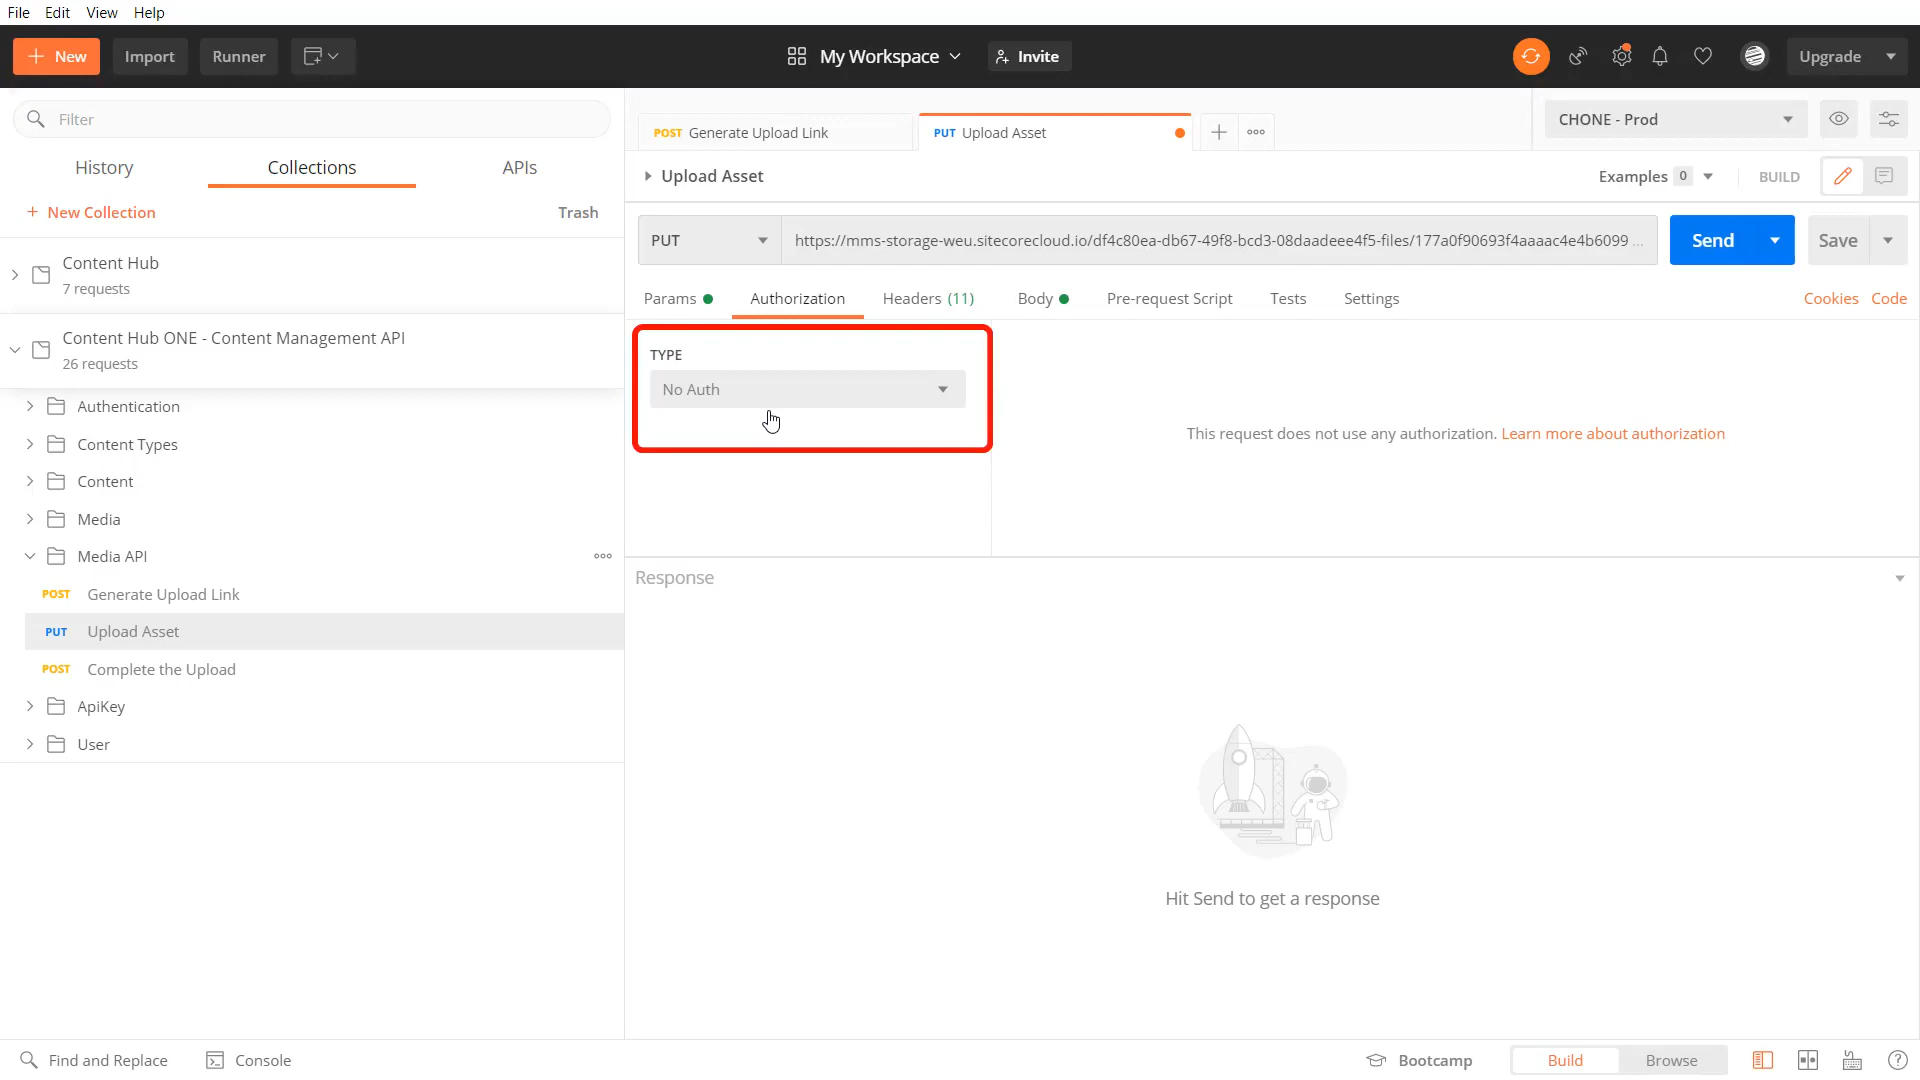 File Edit View Help
New Import Runner My Workspace Invite Upgrade
Filter
History Collections APIs
New Collection Trash
Content Hub
7 requests
Content Hub ONE - Content Management API
26 requests
Authentication
Content Types
Content
Media
Media API
POST Generate Upload Link
PUT Upload Asset
POST Complete the Upload
ApiKey
User
POST Generate Upload Link PUT Upload Asset CHONE - Prod
Upload Asset Examples 0 BUILD
PUT https://mms-storage-weu.sitecorecloud.io/df4c80ea-db67-49f8-bcd3-08daadeee4f5-files/177a0f90693f4aaaac4e4b6099 ... Send Save
Params Authorization Headers (11) Body Pre-request Script Tests Settings Cookies Code
TYPE
No Auth
This request does not use any authorization. Learn more about authorization
Response
Hit Send to get a response
Find and Replace Console Bootcamp Build Browse